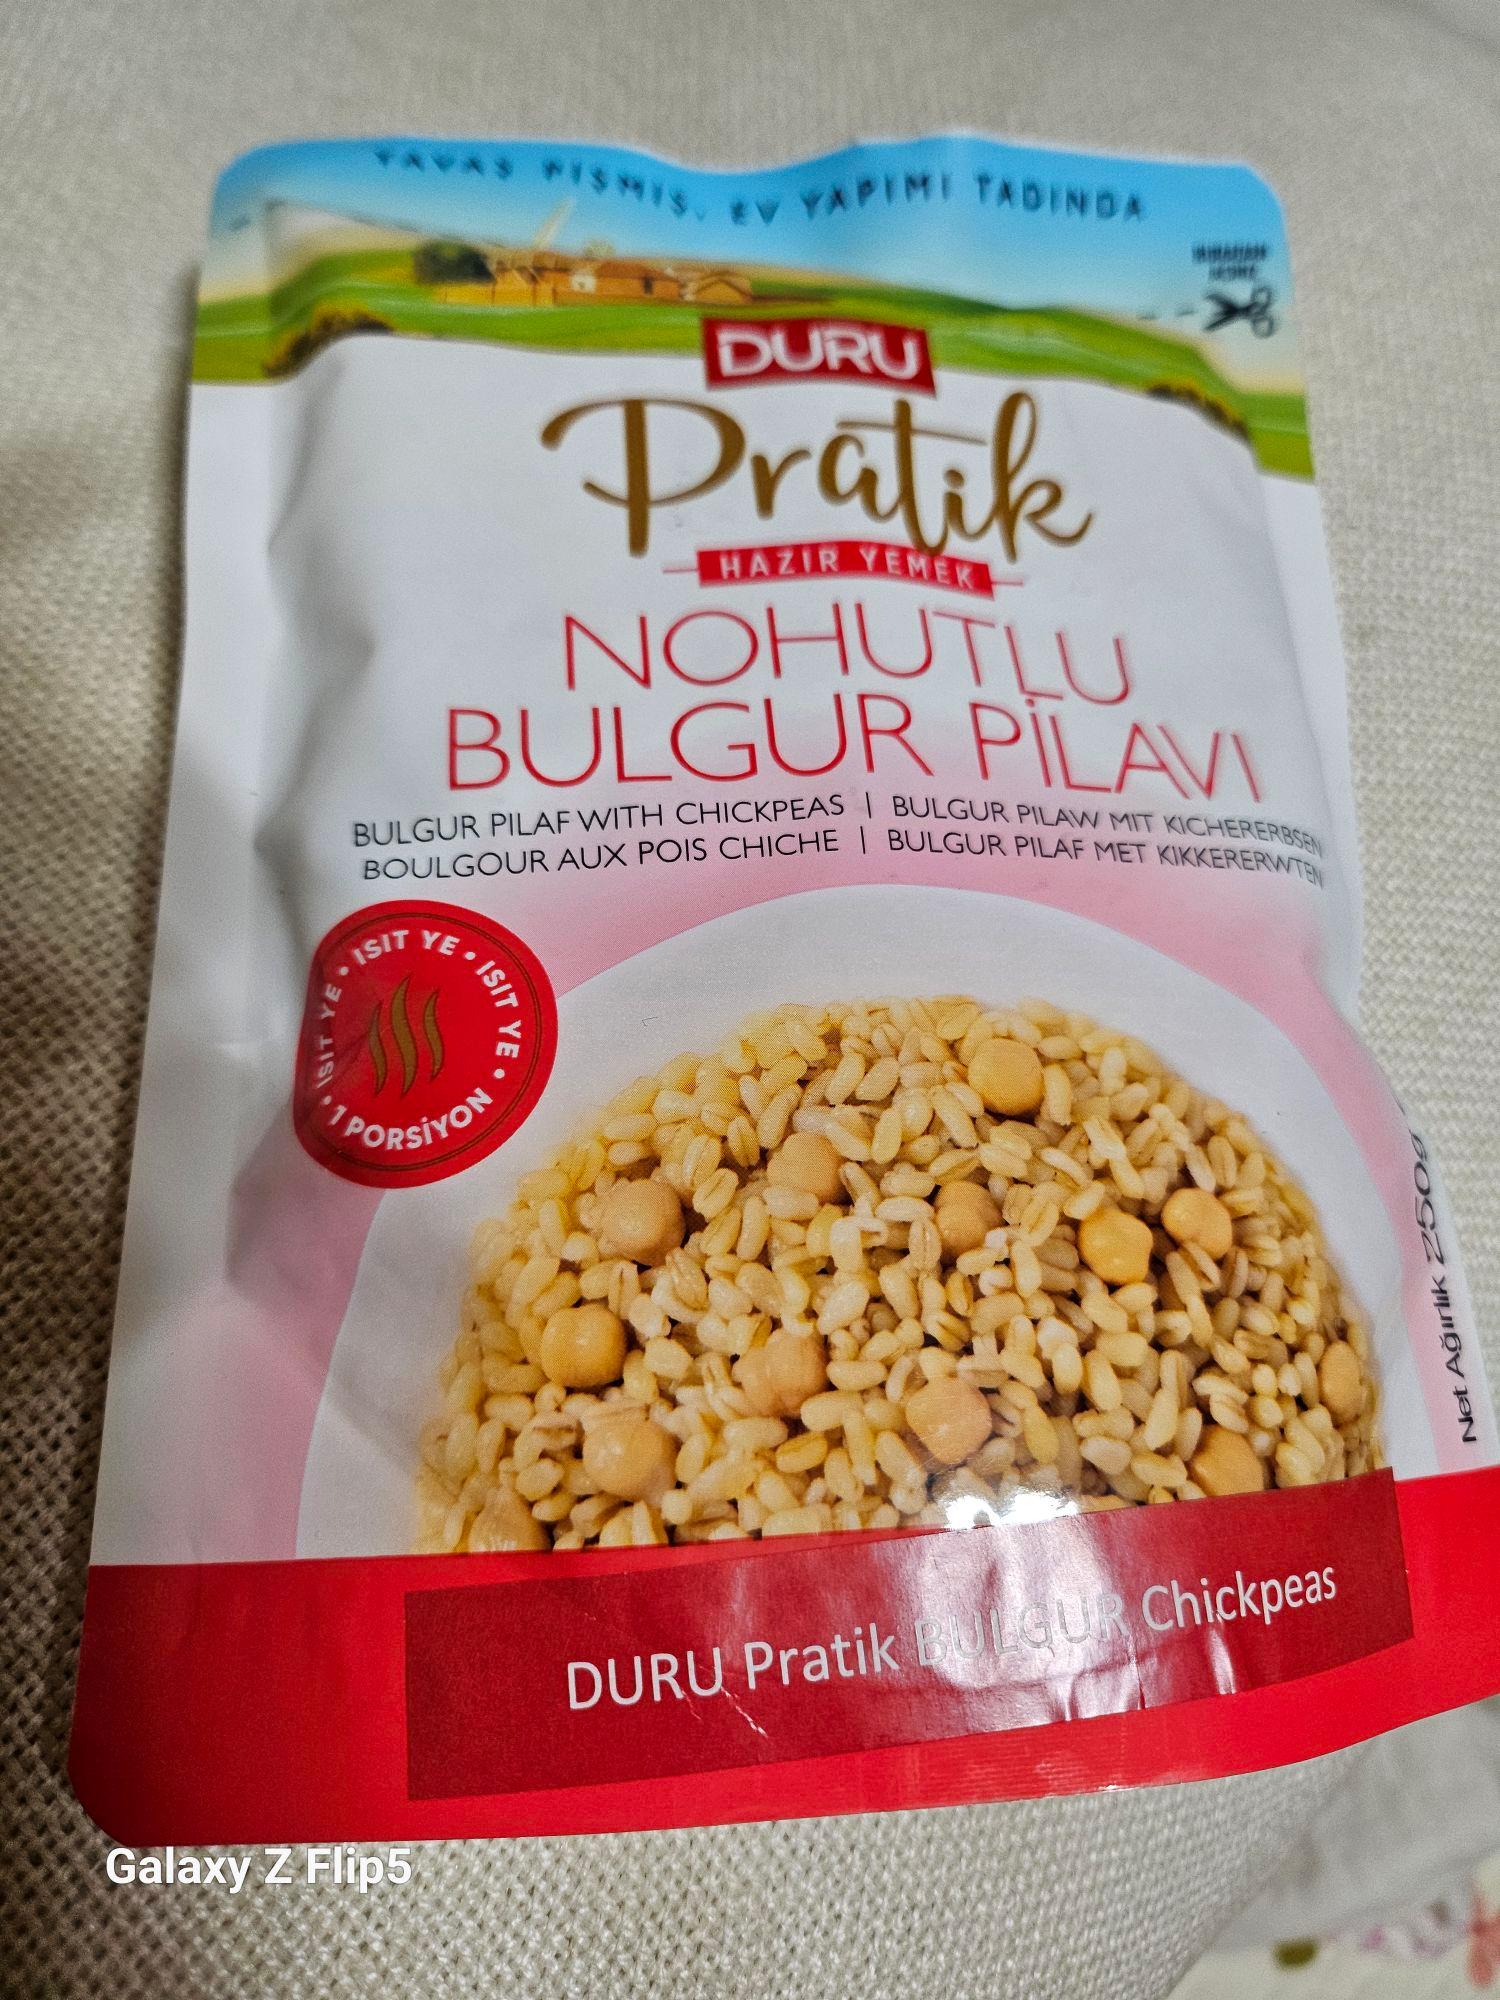 YAVAŞ PİŞMİŞ, EV YAPIMI TADINDA
BURADAN
DURU
Pratik
HAZIR YEMEK
NOHUTLU
BULGUR PİLAVI
BULGUR PILAF WITH CHICKPEAS | BULGUR PILAW MIT KICHERERBSEN
BOULGOUR AUX POIS CHICHE | BULGUR PILAF MET KIKKERERWTEN
• ISIT YE • ISIT YE • ISIT YE •
1 PORSİYON
Net Ağırlık 250g
DURU Pratik BULGUR Chickpeas
Galaxy Z Flip5